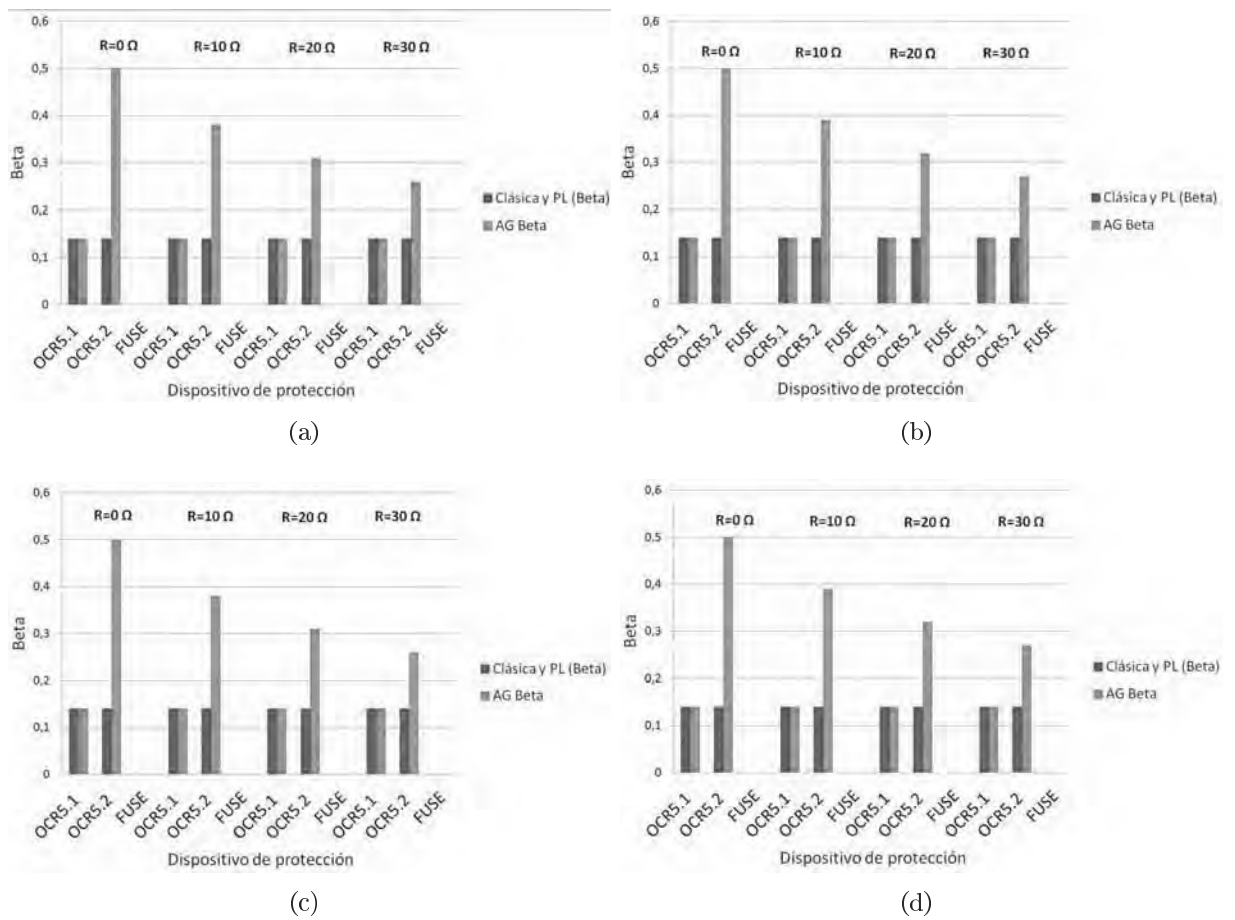 0,6
R=0 Ω R=10 Ω R=20 Ω R=30 Ω
0,5
0,4
0,3
0,2
0,1
0
Beta
Clásica y PL (Beta)
AG Beta
OCR5.1 OCR5.2 FUSE OCR5.1 OCR5.2 FUSE OCR5.1 OCR5.2 FUSE OCR5.1 OCR5.2 FUSE
Dispositivo de protección
(a)
0,6
R=0 Ω R=10 Ω R=20 Ω R=30 Ω
0,5
0,4
0,3
0,2
0,1
0
Beta
Clásica y PL (Beta)
AG Beta
OCR5.1 OCR5.2 FUSE OCR5.1 OCR5.2 FUSE OCR5.1 OCR5.2 FUSE OCR5.1 OCR5.2 FUSE
Dispositivo de protección
(b)
0,6
R=0 Ω R=10 Ω R=20 Ω R=30 Ω
0,5
0,4
0,3
0,2
0,1
0
Beta
Clásica y PL (Beta)
AG Beta
OCR5.1 OCR5.2 FUSE OCR5.1 OCR5.2 FUSE OCR5.1 OCR5.2 FUSE OCR5.1 OCR5.2 FUSE
Dispositivo de protección
(c)
0,6
R=0 Ω R=10 Ω R=20 Ω R=30 Ω
0,5
0,4
0,3
0,2
0,1
0
Beta
Clásica y PL (Beta)
AG Beta
OCR5.1 OCR5.2 FUSE OCR5.1 OCR5.2 FUSE OCR5.1 OCR5.2 FUSE OCR5.1 OCR5.2 FUSE
Dispositivo de protección
(d)